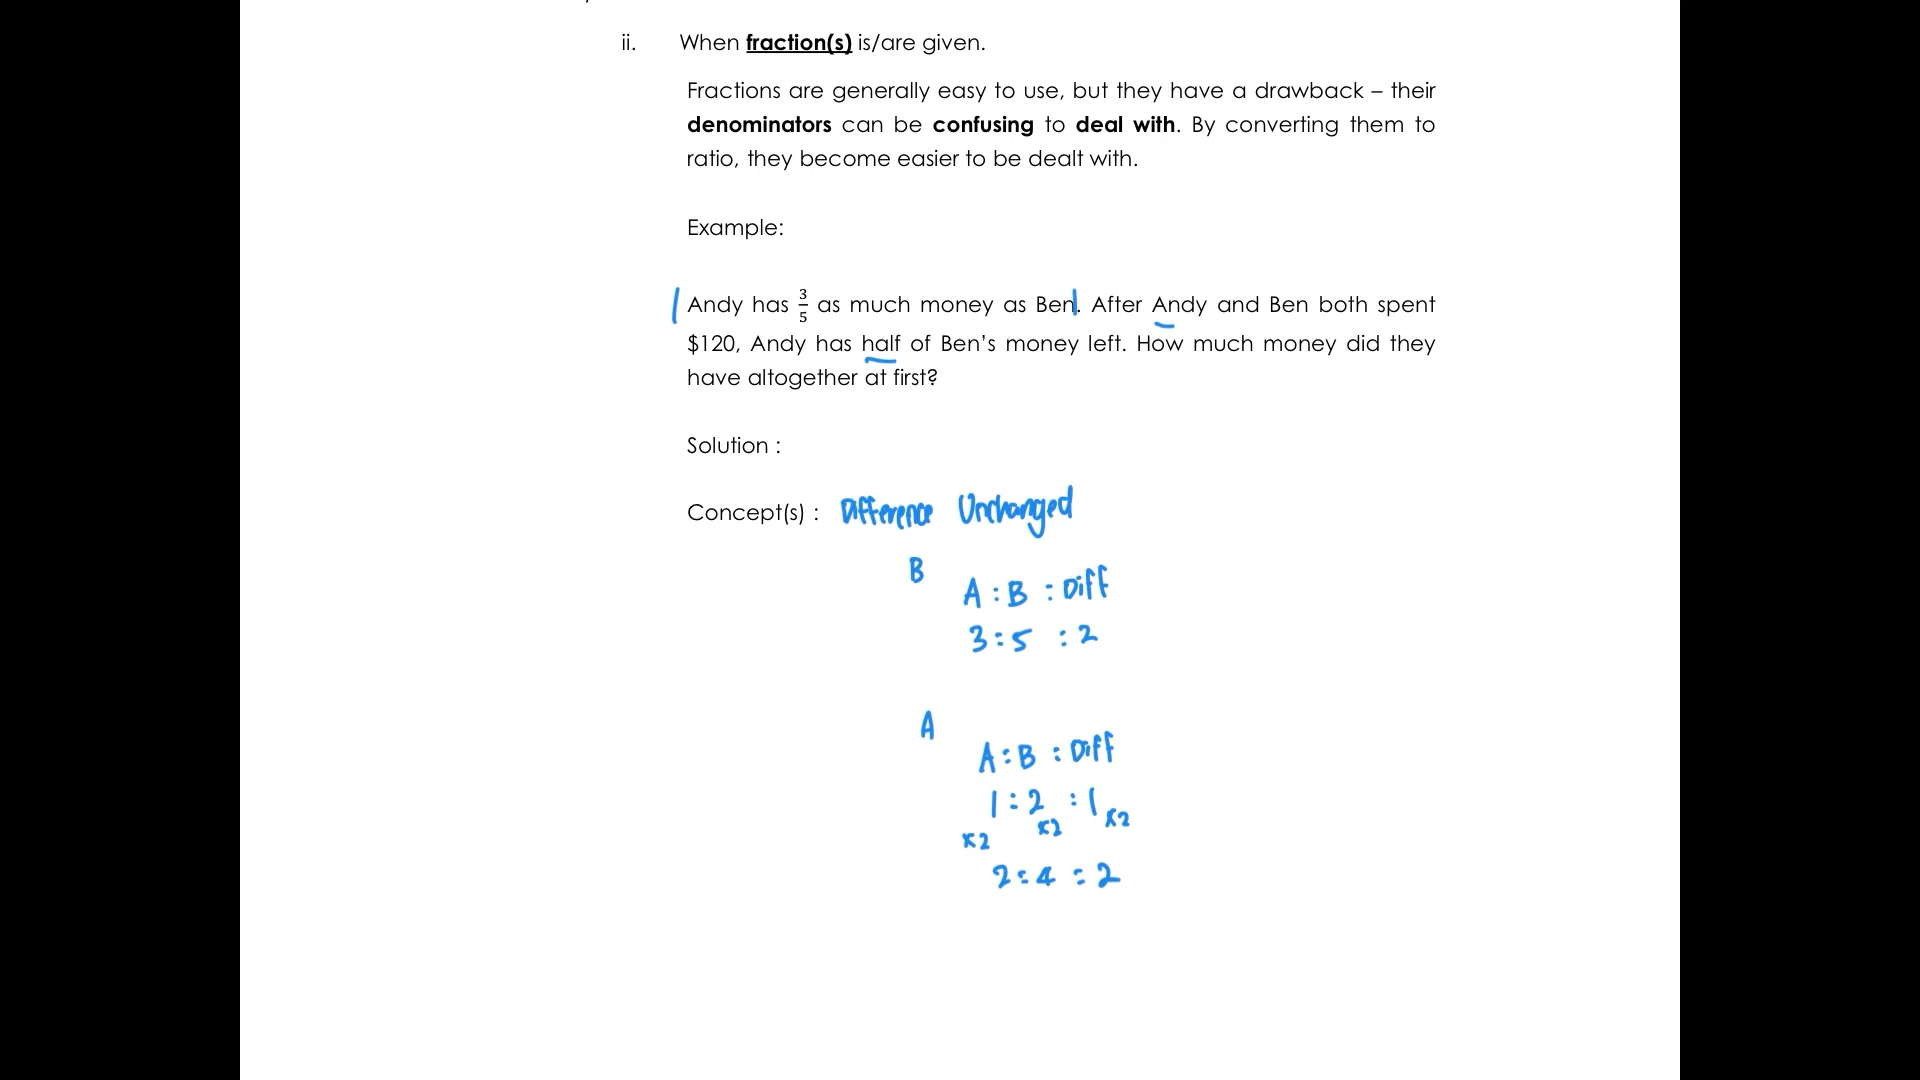 ii. When fraction(s) is/are given.
Fractions are generally easy to use, but they have a drawback – their
denominators can be confusing to deal with. By converting them to
ratio, they become easier to be dealt with.
Example:
Andy has 3/5 as much money as Ben. After Andy and Ben both spent
$120, Andy has half of Ben’s money left. How much money did they
have altogether at first?
Solution :
Concept(s) : Difference Unchanged
B
A : B : Diff
3 : 5 : 2
A
A : B : Diff
1 : 2 : 1
x2 x2 x2
2 : 4 : 2